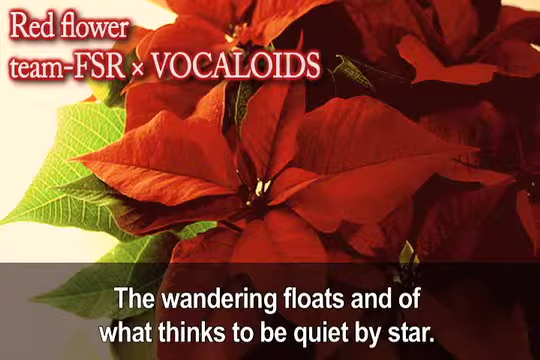 Red flower
team-FSR × VOCALOIDS
The wandering floats and of
what thinks to be quiet by star.